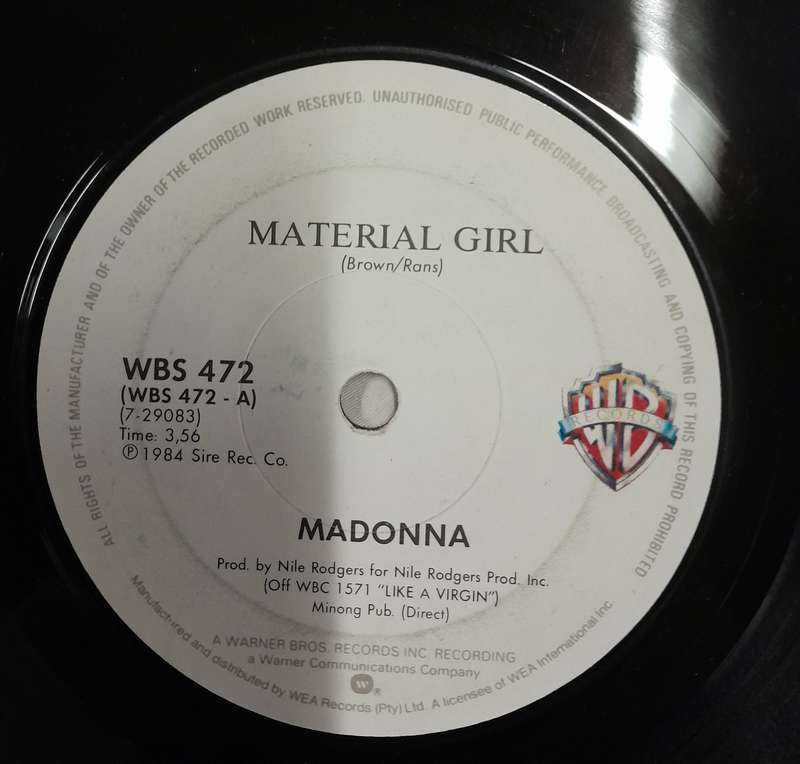 ALL RIGHTS OF THE MANUFACTURER AND OF THE OWNER OF THE RECORDED WORK RESERVED. UNAUTHORISED PUBLIC PERFORMANCE BROADCASTING AND COPYING OF THIS RECORD PROHIBITED
MATERIAL GIRL
(Brown/Rans)
WBS 472
(WBS 472 - A)
(7-29083)
Time: 3,56
Ⓟ 1984 Sire Rec. Co.
WB
RECORDS
MADONNA
Prod. by Nile Rodgers for Nile Rodgers Prod. Inc.
(Off WBC 1571 "LIKE A VIRGIN")
Minong Pub. (Direct)
A WARNER BROS. RECORDS INC. RECORDING
a Warner Communications Company
W®
Manufactured and distributed by WEA Records (Pty) Ltd. A licensee of WEA International Inc